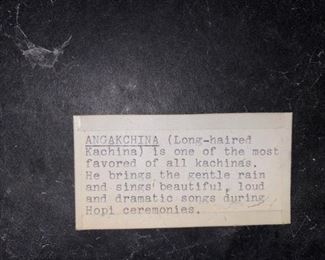 ANGAKCHINA (Long-haired
Kachina) is one of the most
favored of all kachinas.
He brings the gentle rain
and sings beautiful, loud
and dramatic songs during
Hopi ceremonies.